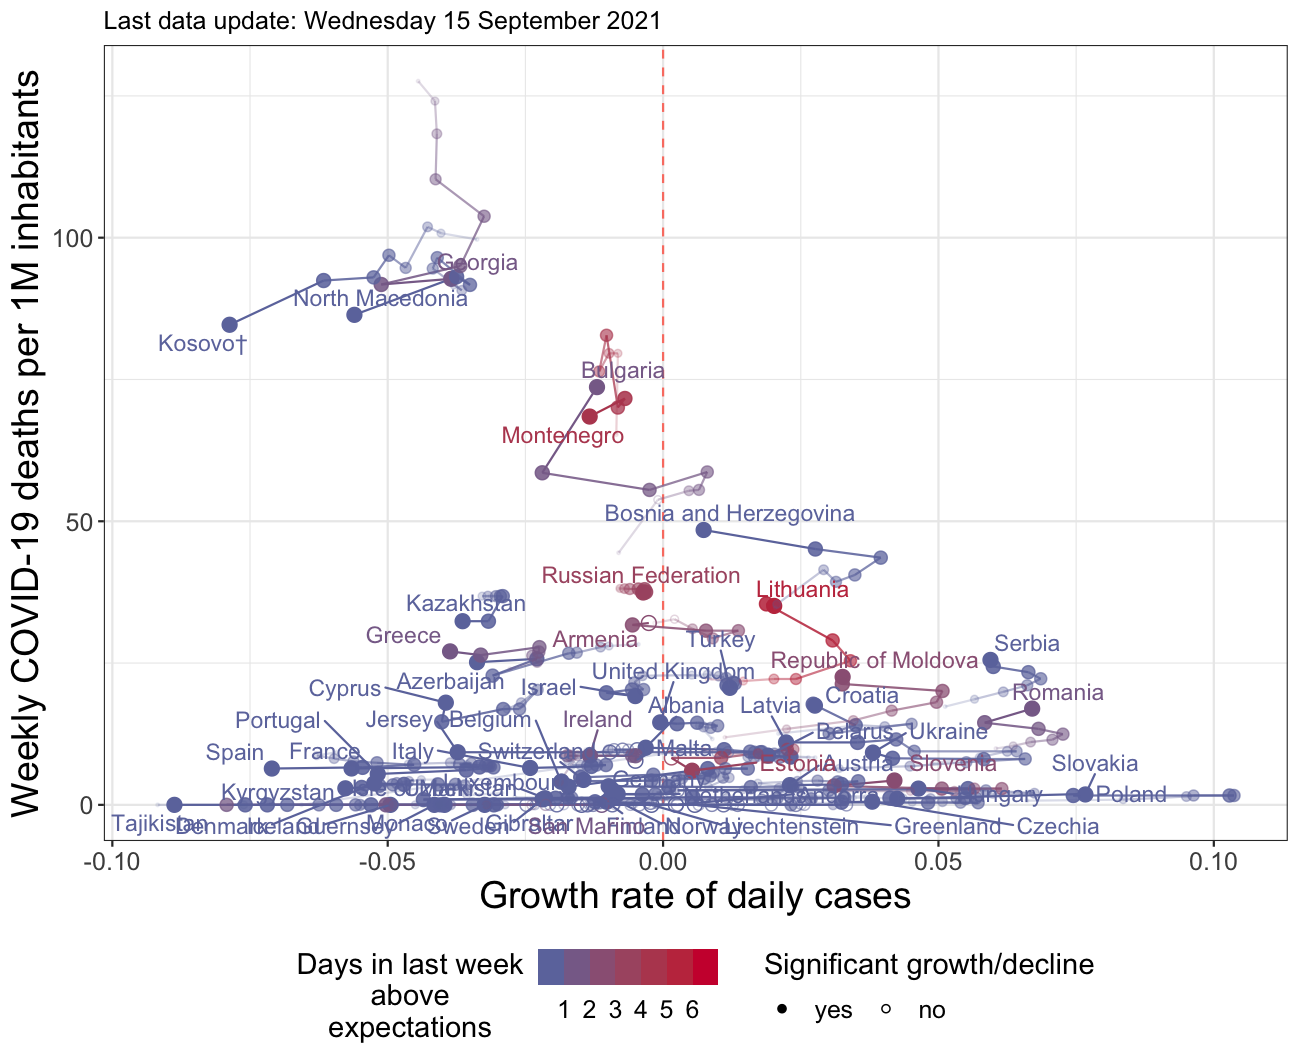 Last data update: Wednesday 15 September 2021
Weekly COVID-19 deaths per 1M inhabitants
100
50
0
Georgia
North Macedonia
Kosovo†
Bulgaria
Montenegro
Bosnia and Herzegovina
Russian Federation
Kazakhstan
Lithuania
Greece
Armenia
Turkey
Serbia
Republic of Moldova
Azerbaijan
United Kingdom
Cyprus
Israel
Croatia
Romania
Portugal
Jersey
Belgium
Ireland
Albania
Latvia
Belarus
Ukraine
Spain
France
Italy
Switzerland
Malta
Estonia
Austria
Slovenia
Slovakia
Kyrgyzstan
Luxembourg
Germany
Netherlands
Andorra
Hungary
Poland
Tajikistan
Denmark
Iceland
Guernsey
Monaco
Sweden
Gibraltar
San Marino
Finland
Norway
Liechtenstein
Greenland
Czechia
-0.10
-0.05
0.00
0.05
0.10
Growth rate of daily cases
Days in last week
above
expectations
1 2 3 4 5 6
Significant growth/decline
yes
no